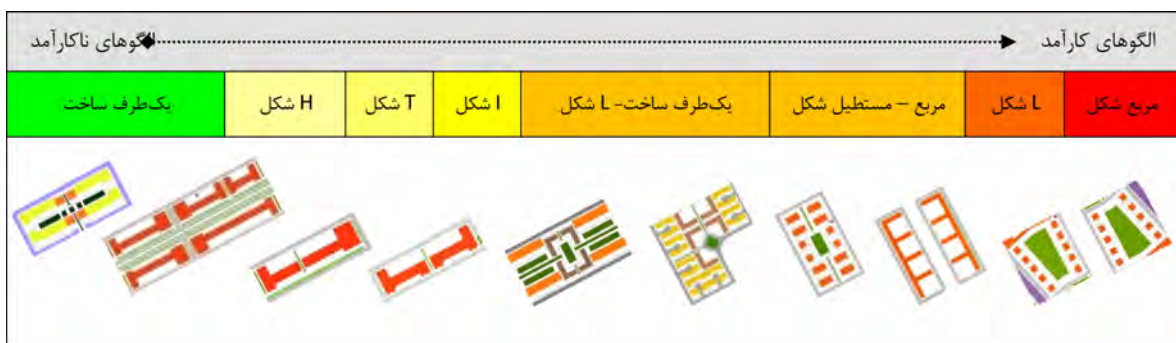 الگوهای کارآمد
الگوهای ناکارآمد
مربع شکل
L شکل
مربع – مستطیل شکل
یک‌طرف ساخت- L شکل
I شکل
T شکل
H شکل
یک‌طرف ساخت